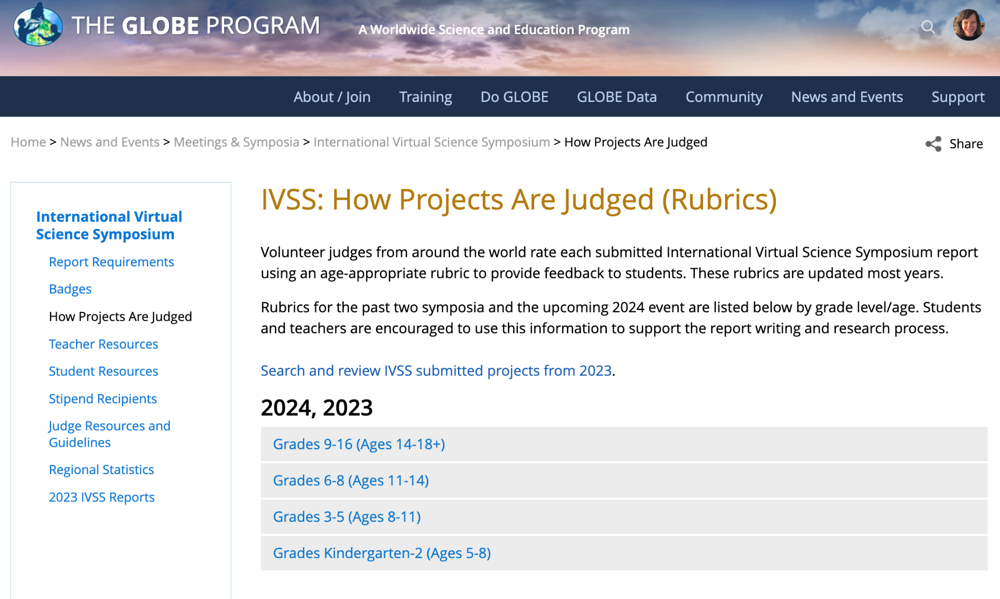 THE GLOBE PROGRAM
A Worldwide Science and Education Program
About / Join Training Do GLOBE GLOBE Data Community News and Events Support
Home > News and Events > Meetings & Symposia > International Virtual Science Symposium > How Projects Are Judged
Share
International Virtual
Science Symposium
Report Requirements
Badges
How Projects Are Judged
Teacher Resources
Student Resources
Stipend Recipients
Judge Resources and
Guidelines
Regional Statistics
2023 IVSS Reports
IVSS: How Projects Are Judged (Rubrics)
Volunteer judges from around the world rate each submitted International Virtual Science Symposium report
using an age-appropriate rubric to provide feedback to students. These rubrics are updated most years.
Rubrics for the past two symposia and the upcoming 2024 event are listed below by grade level/age. Students
and teachers are encouraged to use this information to support the report writing and research process.
Search and review IVSS submitted projects from 2023.
2024, 2023
Grades 9-16 (Ages 14-18+)
Grades 6-8 (Ages 11-14)
Grades 3-5 (Ages 8-11)
Grades Kindergarten-2 (Ages 5-8)